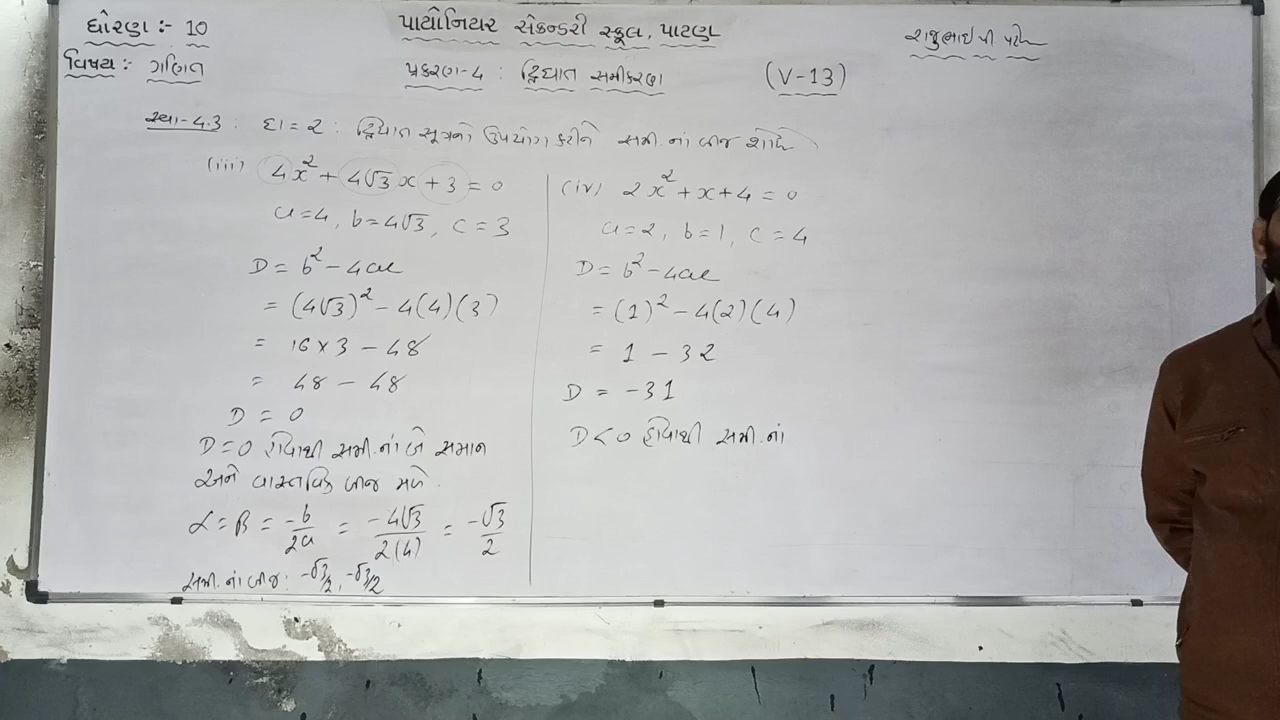 ધોરણ :- 10
પાયોનિયર સેકન્ડરી સ્કૂલ, પાટણ
રાજુભાઇ પી. પટેલ
વિષય : ગણિત
પ્રકરણ-4 : દ્વિઘાત સમીકરણ
(V-13)
સ્વા-4.3 : દા=2 : દ્વિઘાત સૂત્રનો ઉપયોગ કરીને સમી.નાં બીજ શોધો
(iii) 4x² + 4√3x + 3 = 0
a=4, b=4√3, c=3
D = b² - 4ac
= (4√3)² - 4(4)(3)
= 16 × 3 - 48
= 48 - 48
D = 0
D=0 હોવાથી સમી.નાં બે સમાન
અને વાસ્તવિક બીજ મળે.
α = β = -b/2a = -4√3/2(4) = -√3/2
સમી.નાં બીજ : -√3/2, -√3/2
(iv) 2x² + x + 4 = 0
a=2, b=1, c=4
D = b² - 4ac
= (1)² - 4(2)(4)
= 1 - 32
D = -31
D < 0 હોવાથી સમી.નાં